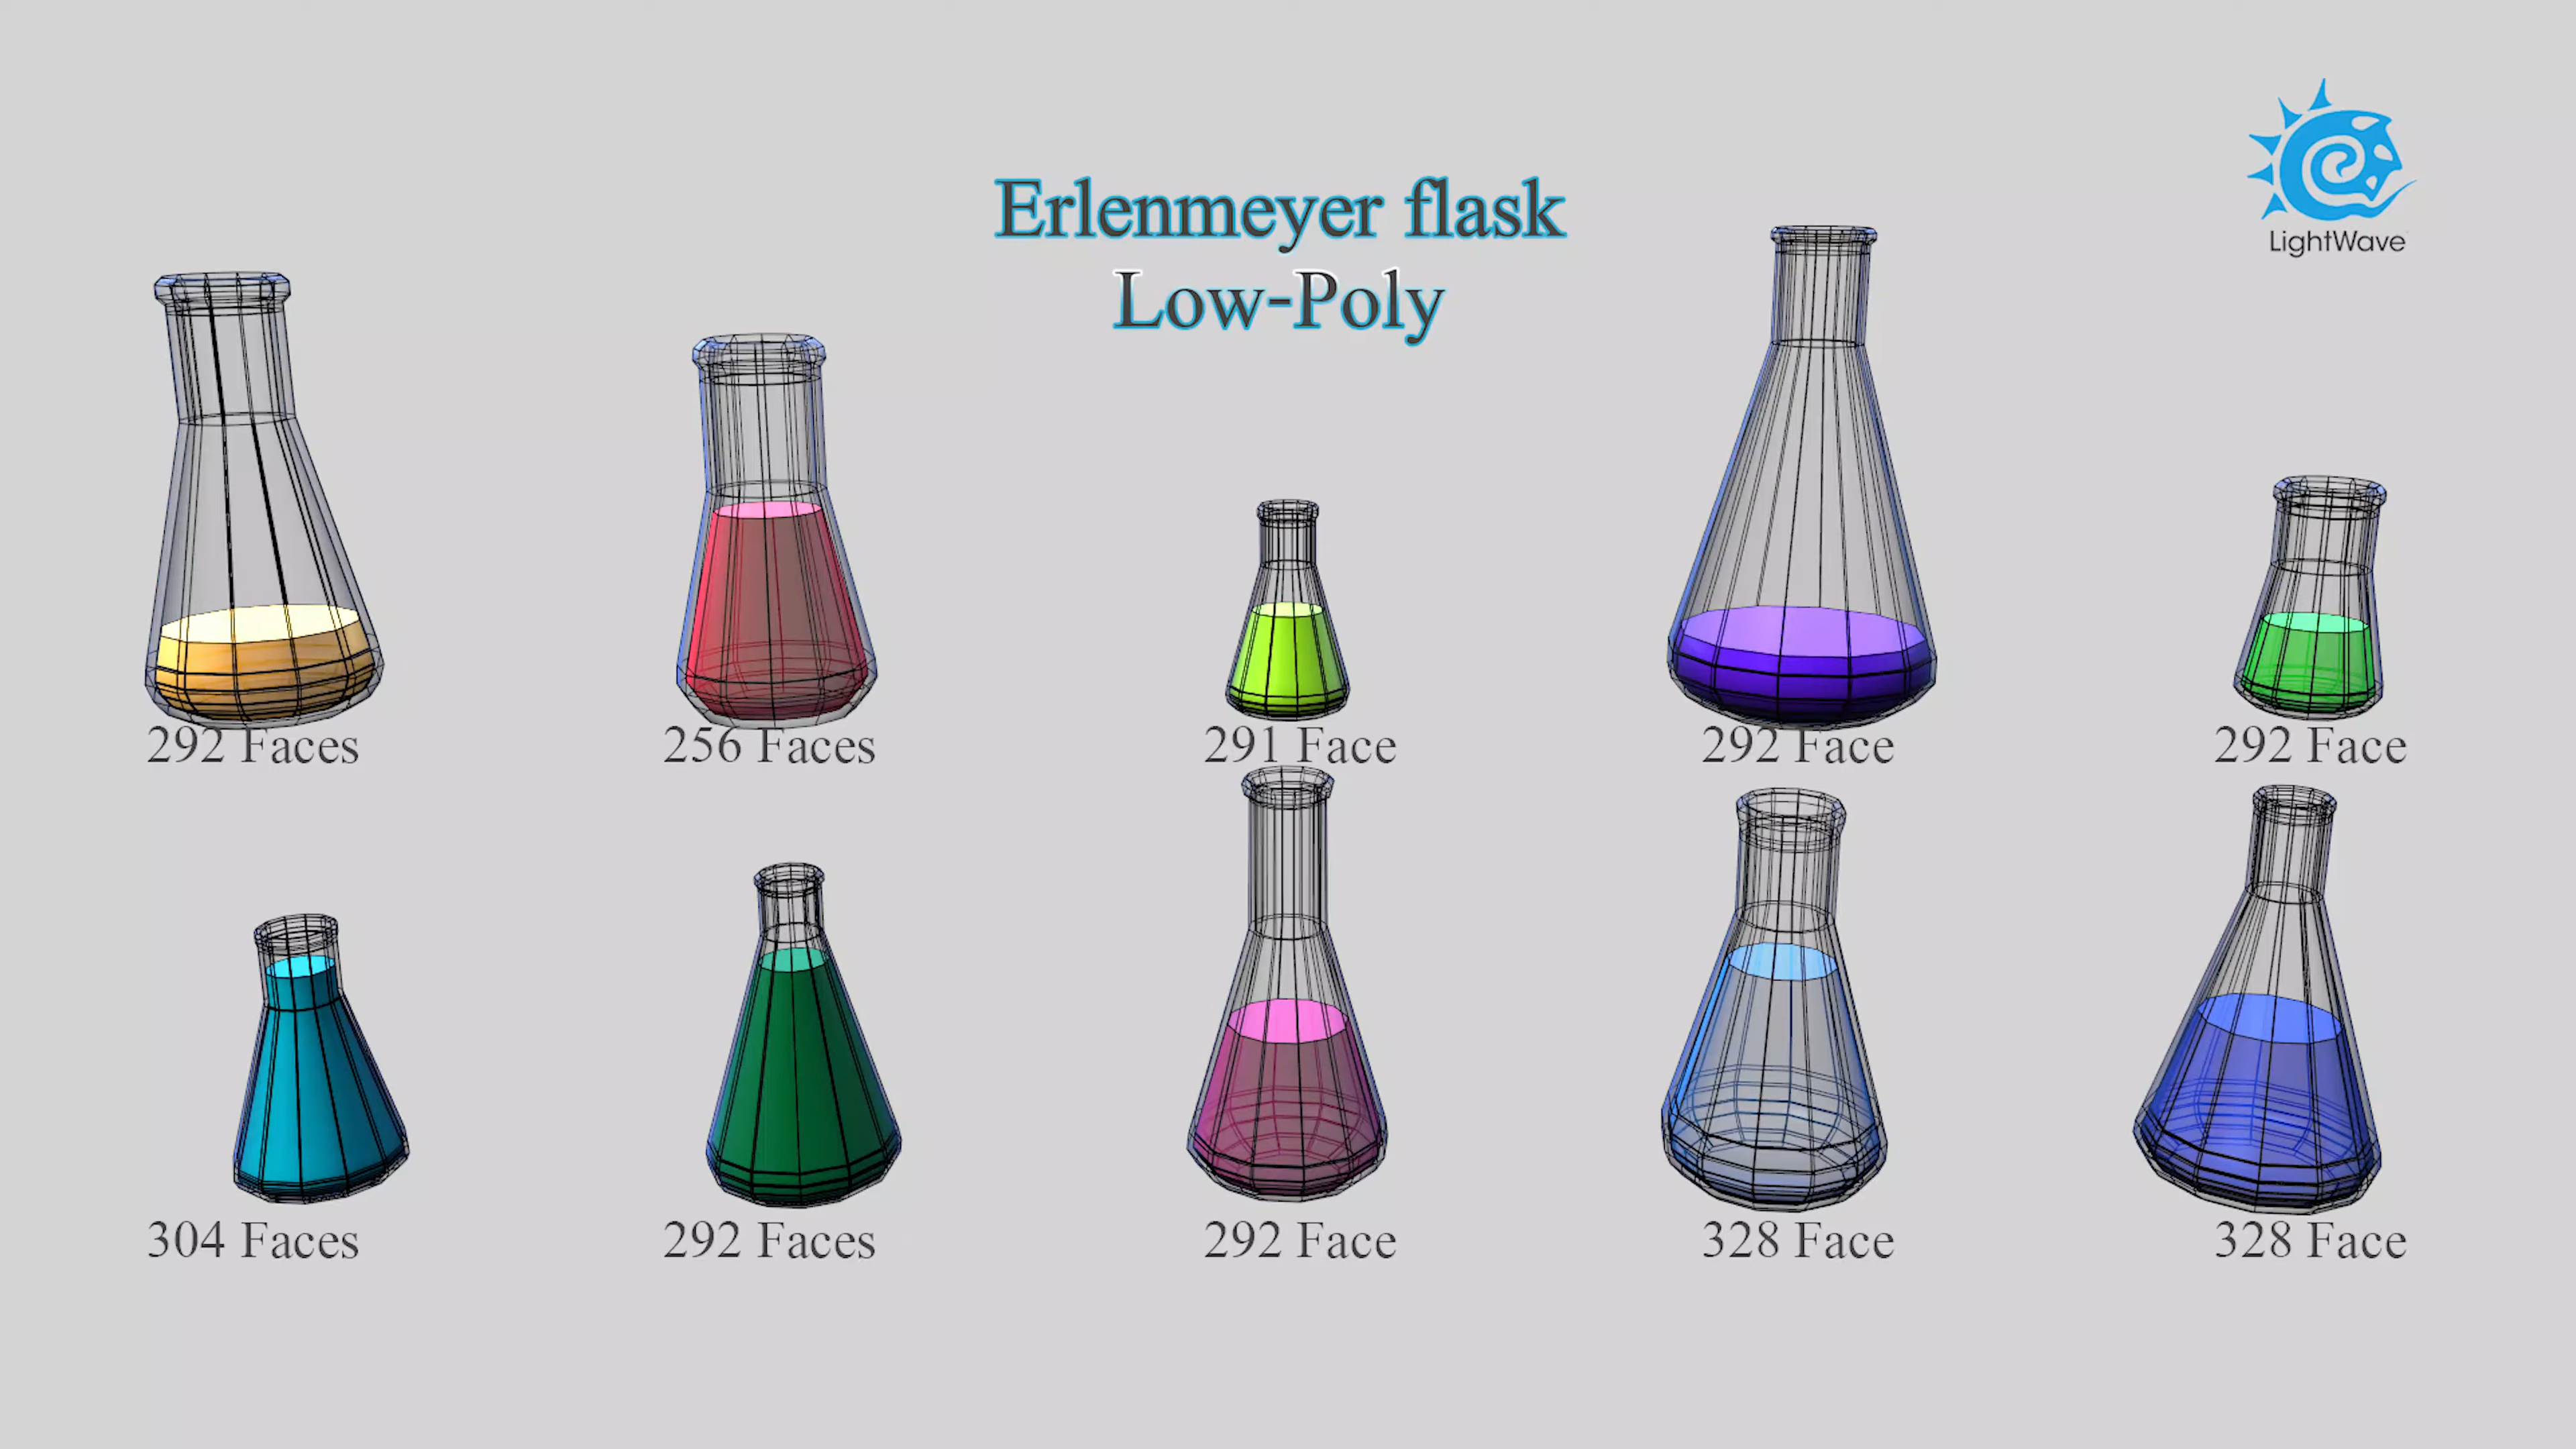 Erlenmeyer flask
Low-Poly
LightWave
292 Faces
256 Faces
291 Face
292 Face
292 Face
304 Faces
292 Faces
292 Face
328 Face
328 Face